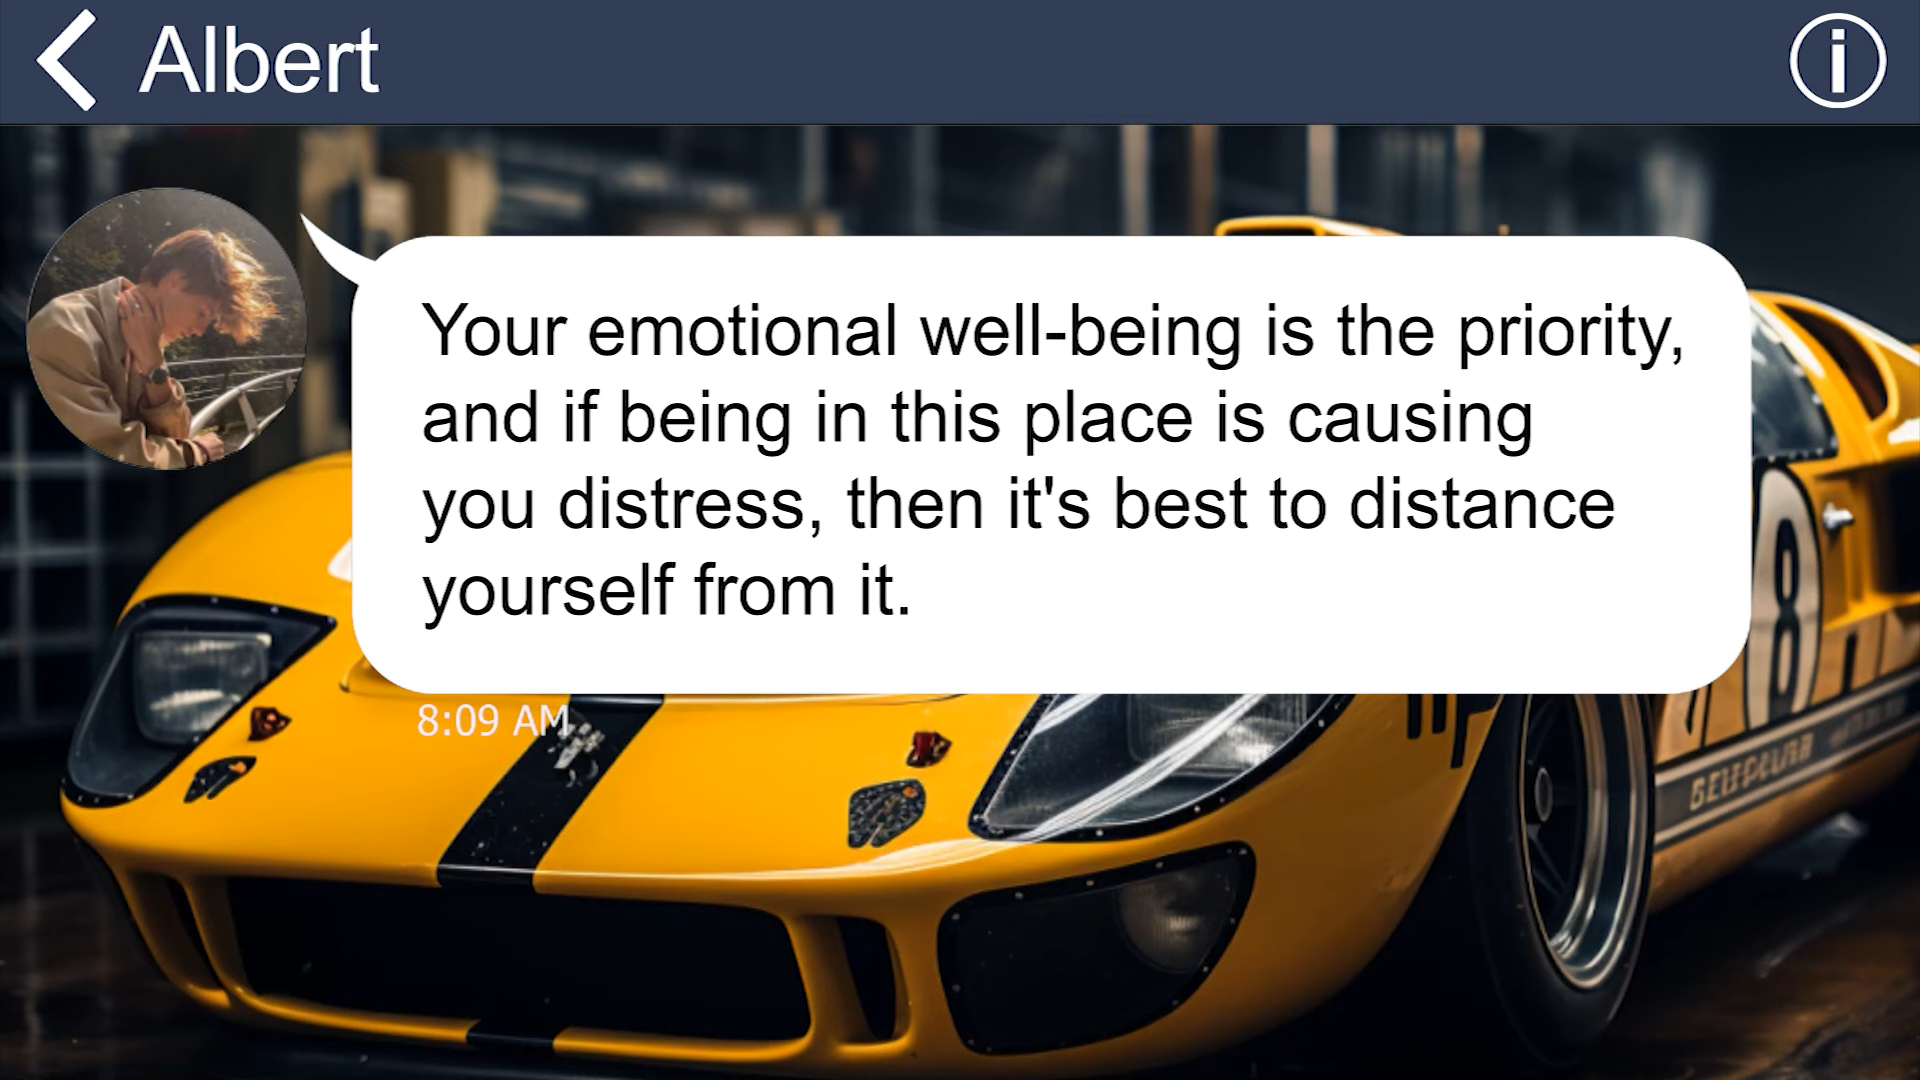 Albert
Your emotional well-being is the priority,
and if being in this place is causing
you distress, then it's best to distance
yourself from it.
8:09 AM
8